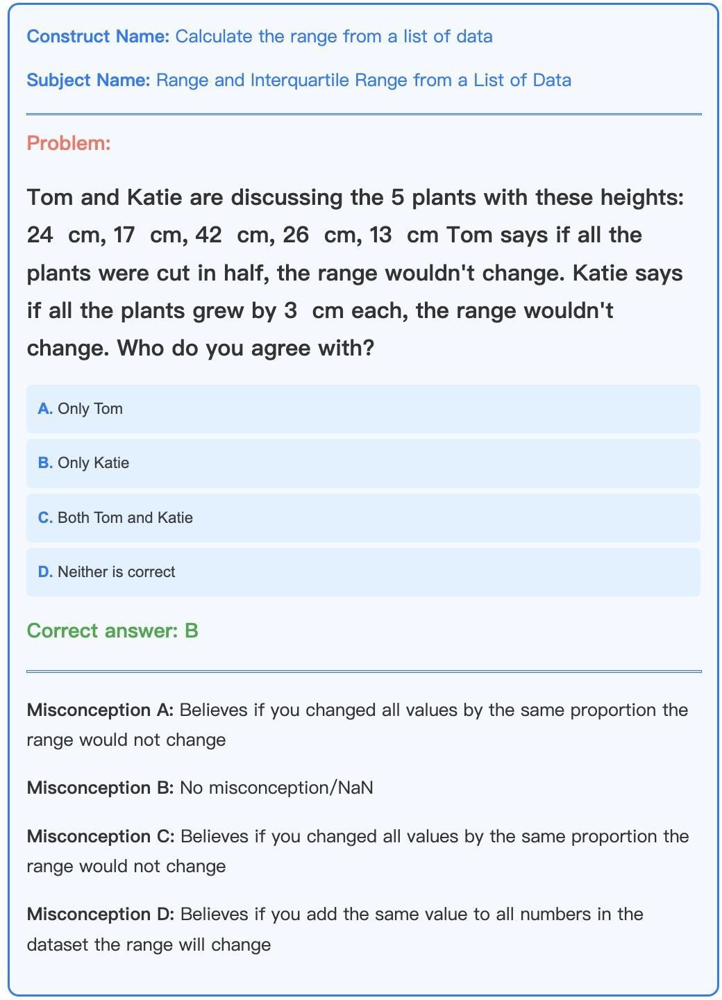 Construct Name: Calculate the range from a list of data
Subject Name: Range and Interquartile Range from a List of Data
Problem:
Tom and Katie are discussing the 5 plants with these heights:
24  cm, 17  cm, 42  cm, 26  cm, 13  cm Tom says if all the
plants were cut in half, the range wouldn't change. Katie says
if all the plants grew by 3  cm each, the range wouldn't
change. Who do you agree with?
A. Only Tom
B. Only Katie
C. Both Tom and Katie
D. Neither is correct
Correct answer: B
Misconception A: Believes if you changed all values by the same proportion the
range would not change
Misconception B: No misconception/NaN
Misconception C: Believes if you changed all values by the same proportion the
range would not change
Misconception D: Believes if you add the same value to all numbers in the
dataset the range will change